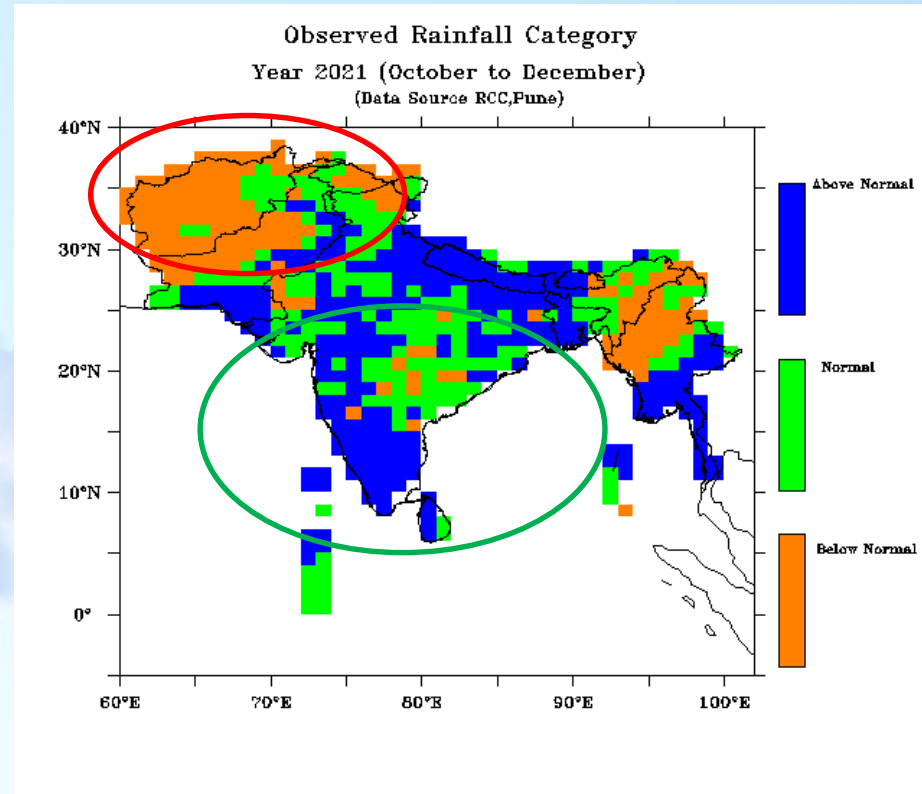 Observed Rainfall Category
Year 2021 (October to December)
(Data Source RCC,Pune)
40°N
30°N
20°N
10°N
0°
60°E 70°E 80°E 90°E 100°E
Above Normal
Normal
Below Normal